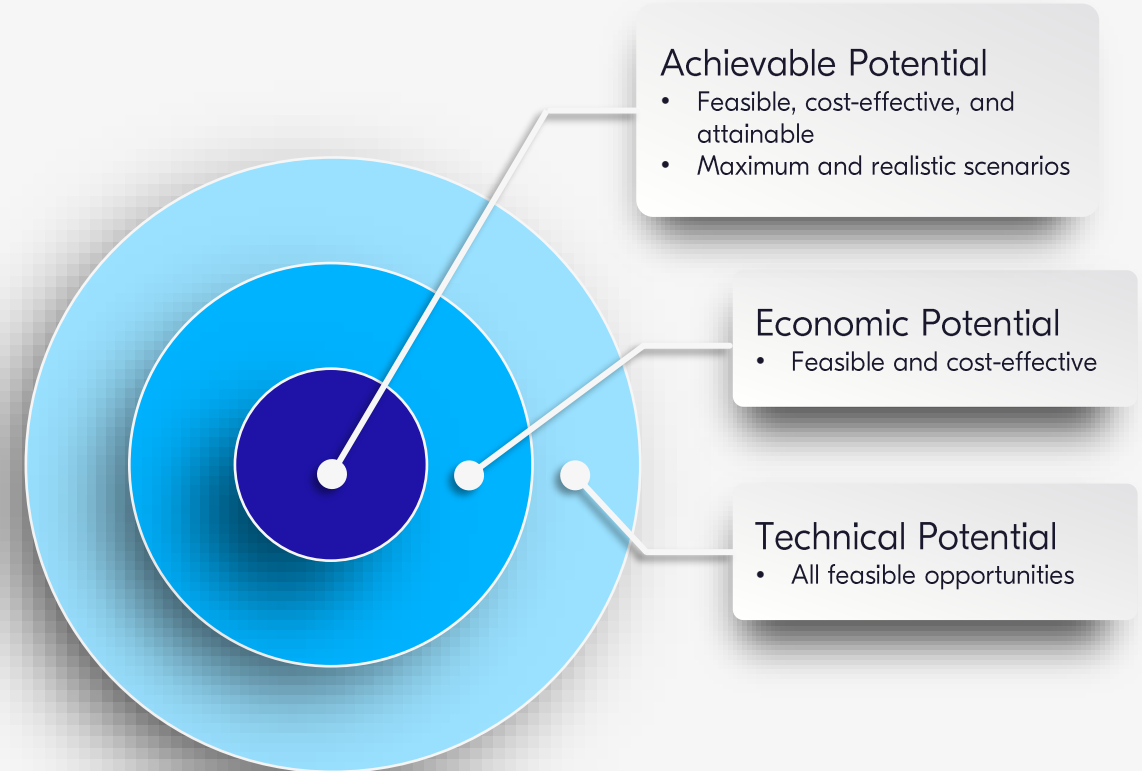 Achievable Potential
• Feasible, cost-effective, and
attainable
• Maximum and realistic scenarios
Economic Potential
• Feasible and cost-effective
Technical Potential
• All feasible opportunities